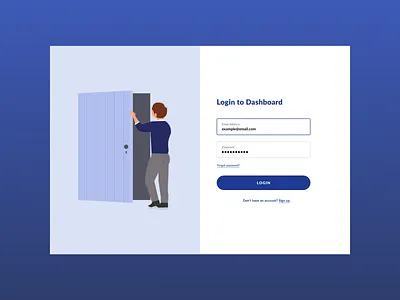 Login to Dashboard
Email Address
example@email.com
Password
Forgot password?
LOGIN
Don't have an account? Sign up